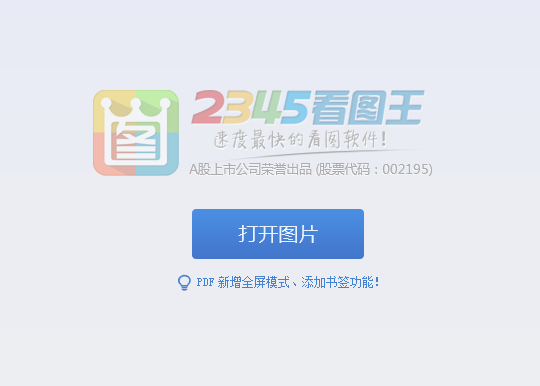 图
2345看图王
速度最快的看图软件!
A股上市公司荣誉出品 (股票代码：002195)
打开图片
PDF 新增全屏模式、添加书签功能!